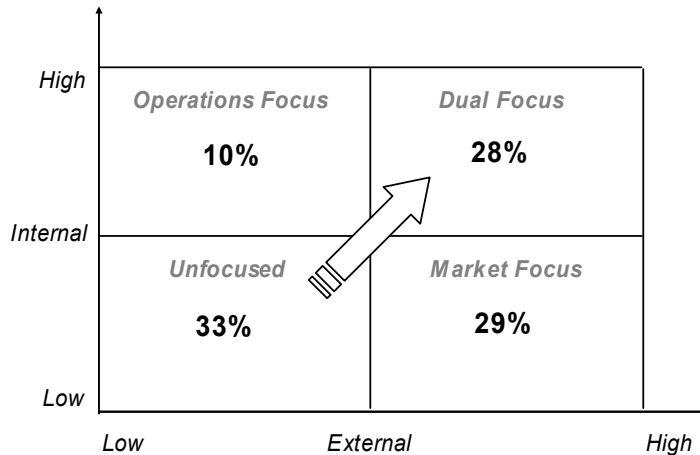 High
Operations Focus
Dual Focus
10%
28%
Internal
Unfocused
Market Focus
33%
29%
Low
Low
External
High